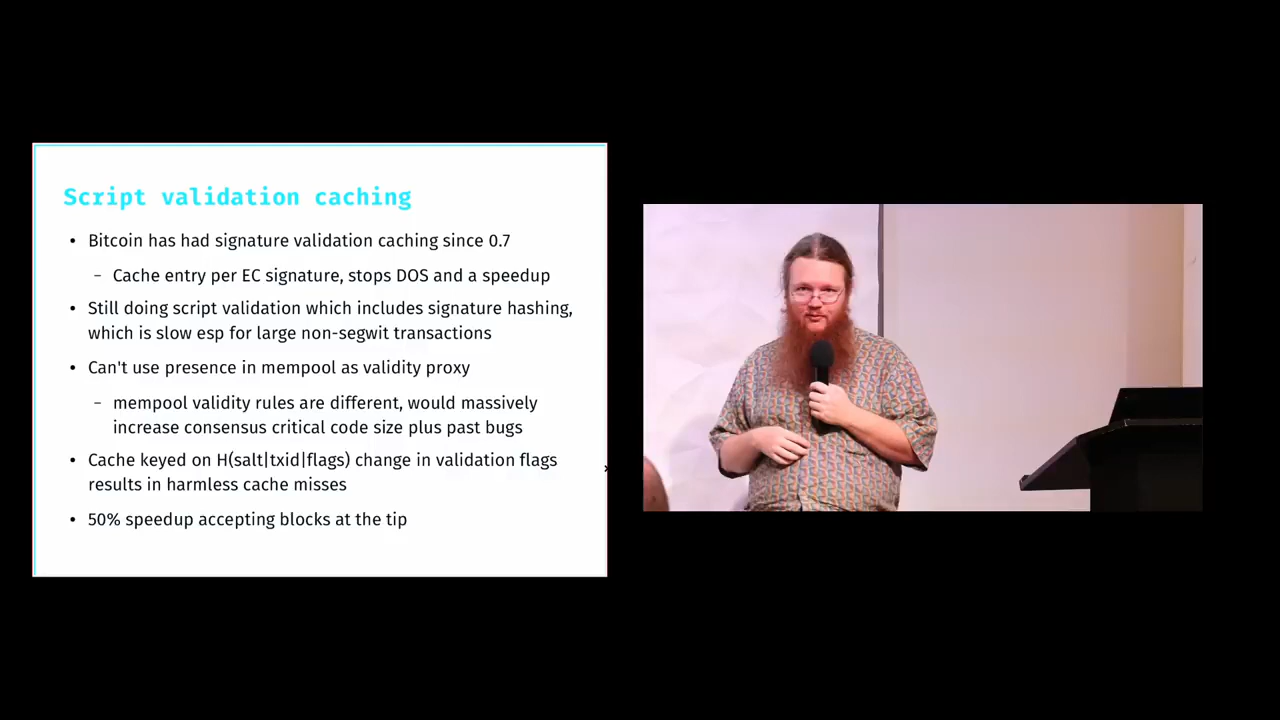 Script validation caching
• Bitcoin has had signature validation caching since 0.7
– Cache entry per EC signature, stops DOS and a speedup
• Still doing script validation which includes signature hashing,
which is slow esp for large non-segwit transactions
• Can't use presence in mempool as validity proxy
– mempool validity rules are different, would massively
increase consensus critical code size plus past bugs
• Cache keyed on H(salt|txid|flags) change in validation flags
results in harmless cache misses
• 50% speedup accepting blocks at the tip